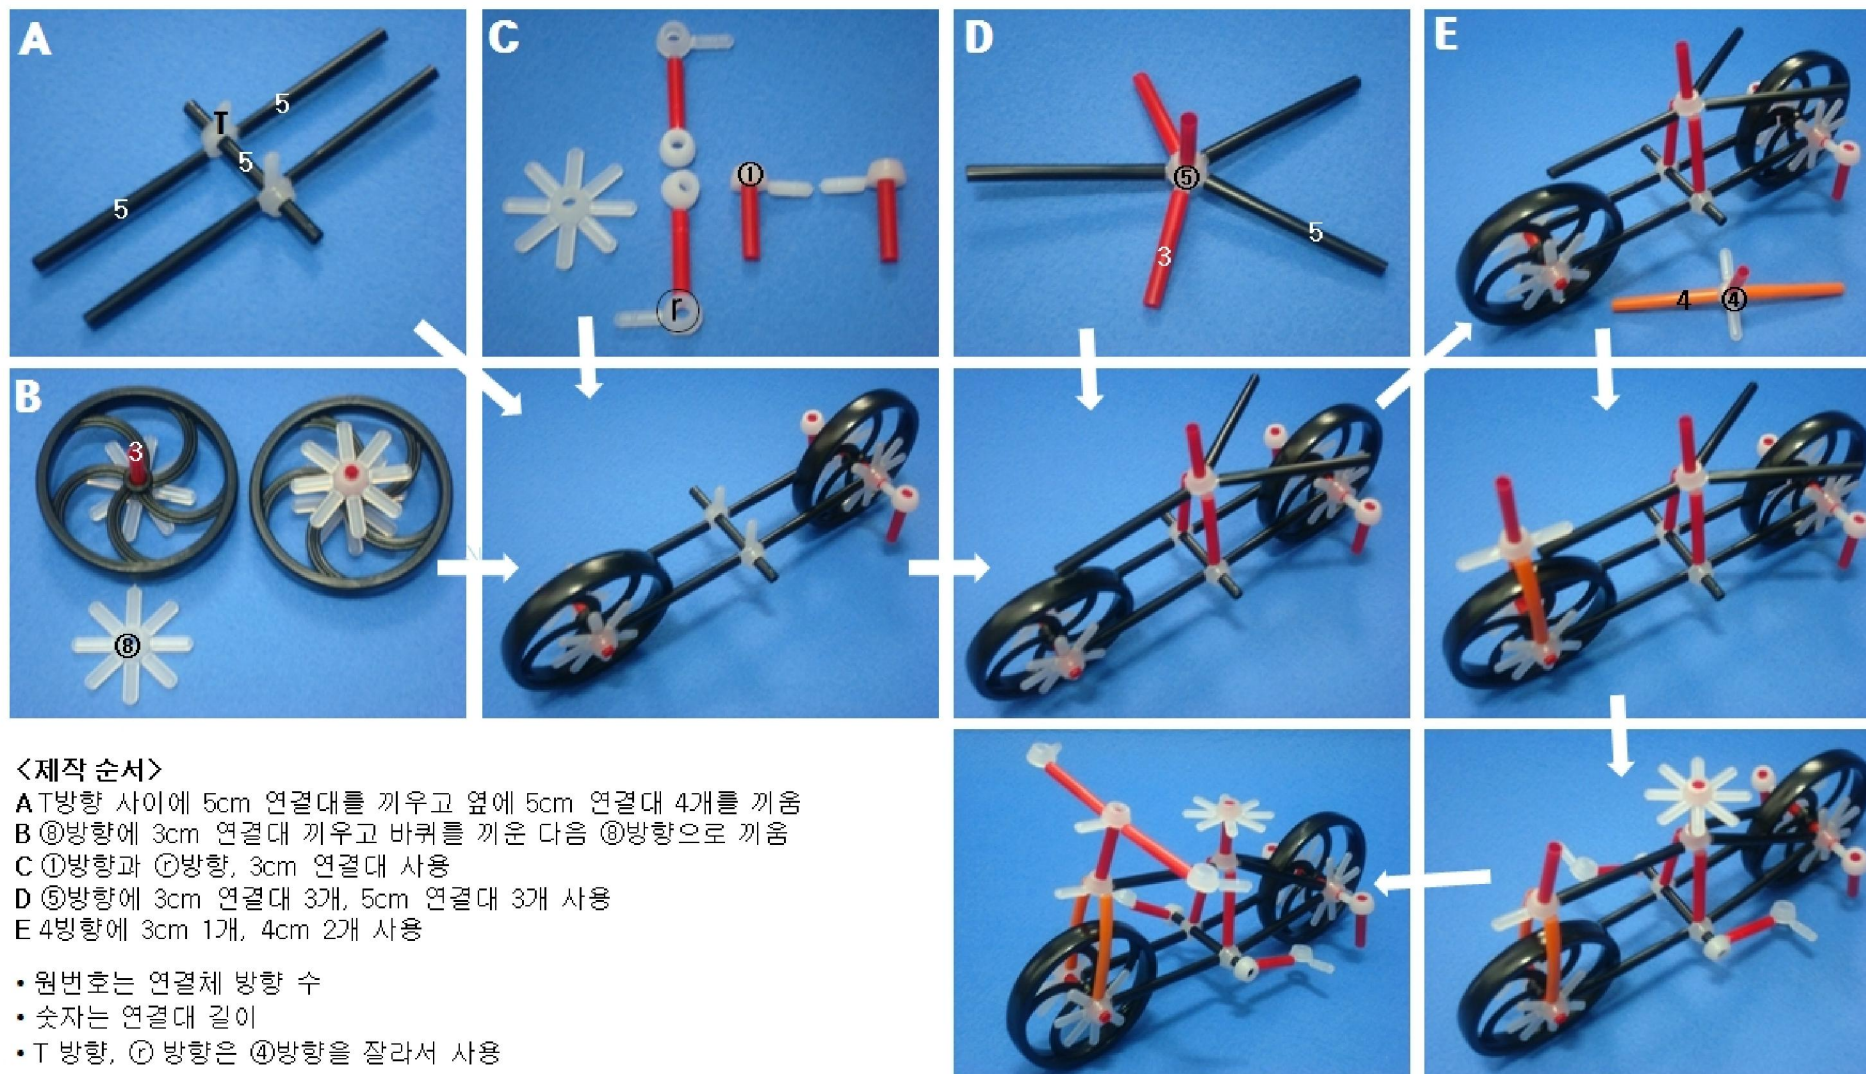 A
T
5
5
5
C
①
r
D
⑤
3
5
E
4
④
B
3
⑧
<제작 순서>
A T방향 사이에 5cm 연결대를 끼우고 옆에 5cm 연결대 4개를 끼움
B ⑧방향에 3cm 연결대 끼우고 바퀴를 끼운 다음 ⑧방향으로 끼움
C ①방향과 ⓡ방향, 3cm 연결대 사용
D ⑤방향에 3cm 연결대 3개, 5cm 연결대 3개 사용
E 4빙향에 3cm 1개, 4cm 2개 사용
• 원번호는 연결체 방향 수
• 숫자는 연결대 길이
• T 방향, ⓡ 방향은 ④방향을 잘라서 사용